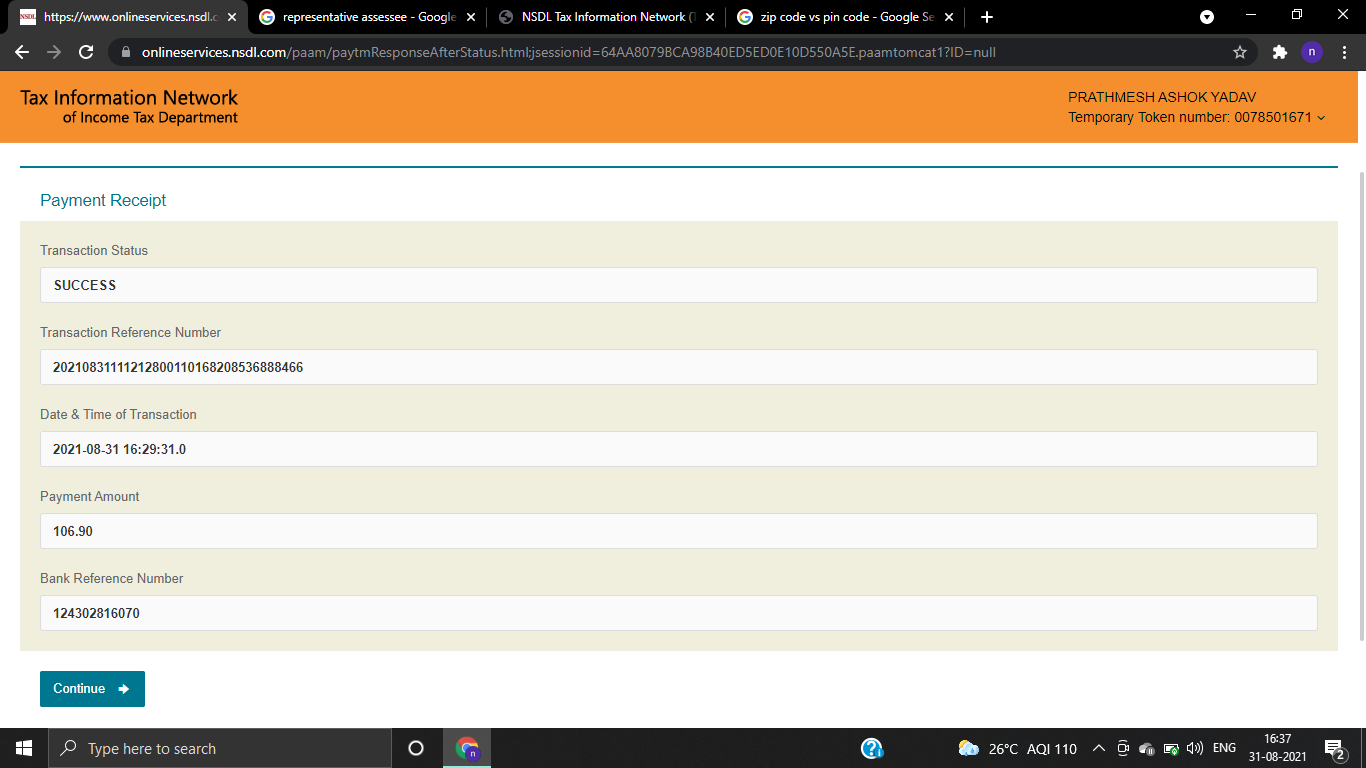 NSDL https://www.onlineservices.nsdl.c
representative assessee - Google
NSDL Tax Information Network (
zip code vs pin code - Google Se
onlineservices.nsdl.com/paam/paytmResponseAfterStatus.html;jsessionid=64AA8079BCA98B40ED5ED0E10D550A5E.paamtomcat1?ID=null
n
Tax Information Network
of Income Tax Department
PRATHMESH ASHOK YADAV
Temporary Token number: 0078501671
Payment Receipt
Transaction Status
SUCCESS
Transaction Reference Number
20210831111212800110168208536888466
Date & Time of Transaction
2021-08-31 16:29:31.0
Payment Amount
106.90
Bank Reference Number
124302816070
Continue
Type here to search
n
26°C AQI 110
ENG
16:37
31-08-2021
2